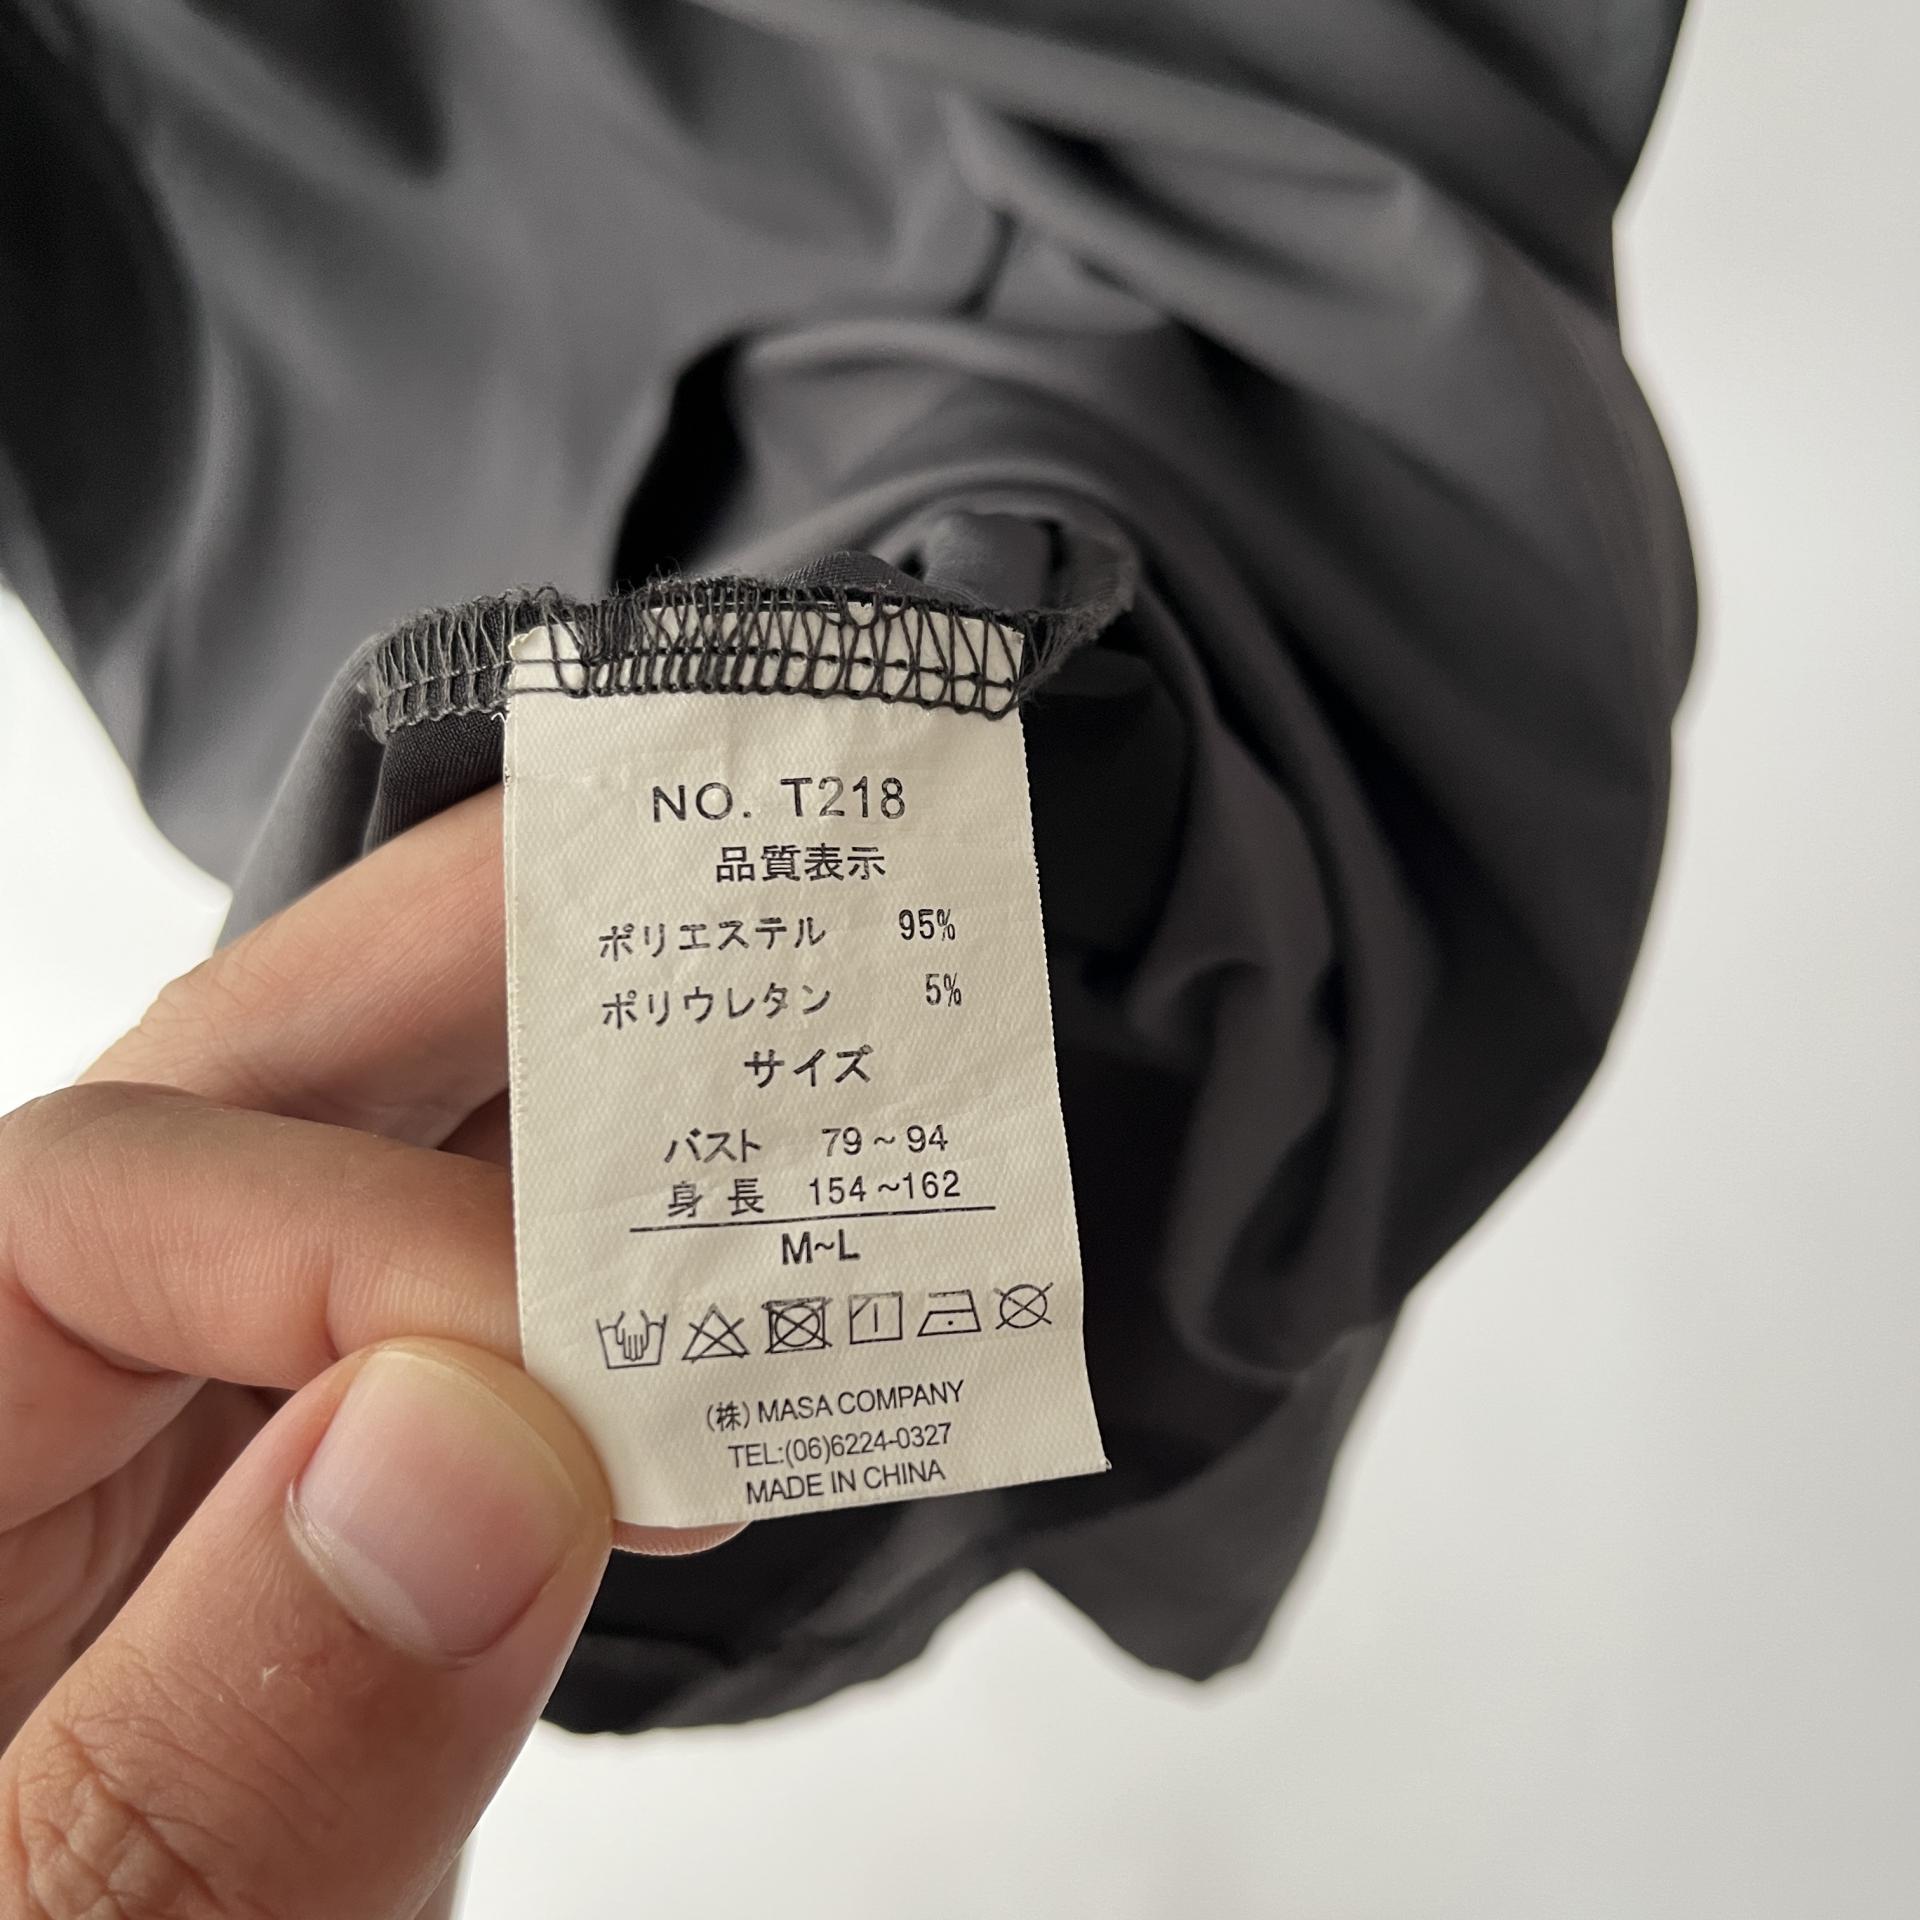 NO. T218
品質表示
ポリエステル 95%
ポリウレタン 5%
サイズ
バスト 79~94
身長 154~162
M~L
(株) MASA COMPANY
TEL:(06)6224-0327
MADE IN CHINA